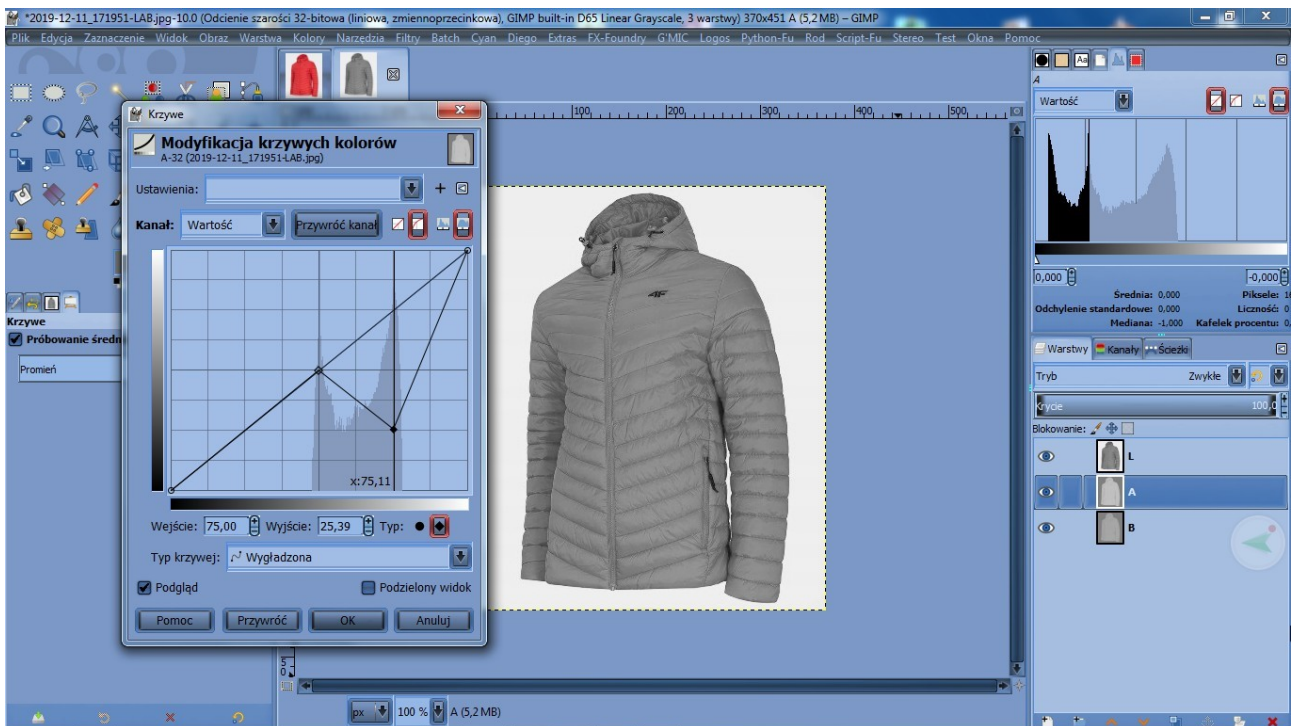 *2019-12-11_171951-LAB.jpg-10.0 (Odcienie szarości 32-bitowa (liniowa, zmiennoprzecinkowa), GIMP built-in D65 Linear Grayscale, 3 warstwy) 370x451 A (5,2 MB) – GIMP
Plik Edycja Zaznaczenie Widok Obraz Warstwa Kolory Narzędzia Filtry Batch Cyan Diego Extras FX-Foundry G'MIC Logos Python-Fu Rod Script-Fu Stereo Test Okna Pomoc
Krzywe
Modyfikacja krzywych kolorów
A-32 (2019-12-11_171951-LAB.jpg)
Ustawienia:
Kanał: Wartość Przywróć kanał
x:75,11
Wejście: 75,00 Wyjście: 25,39 Typ:
Typ krzywej: Wygładzona
Podgląd Podzielony widok
Pomoc Przywróć OK Anuluj
Krzywe
Próbowanie średn
Promień
100 200 300 400 500
4F
5
0
px 100 % A (5,2 MB)
Aa
A
Wartość
0,000 -0,000
Średnia: 0,000 Piksele: 16
Odchylenie standardowe: 0,000 Liczność: 0
Mediana: -1,000 Kafelek procentu: 0,
Warstwy Kanały Ścieżki
Tryb Zwykłe
Krycie 100,0
Blokowanie:
L
A
B